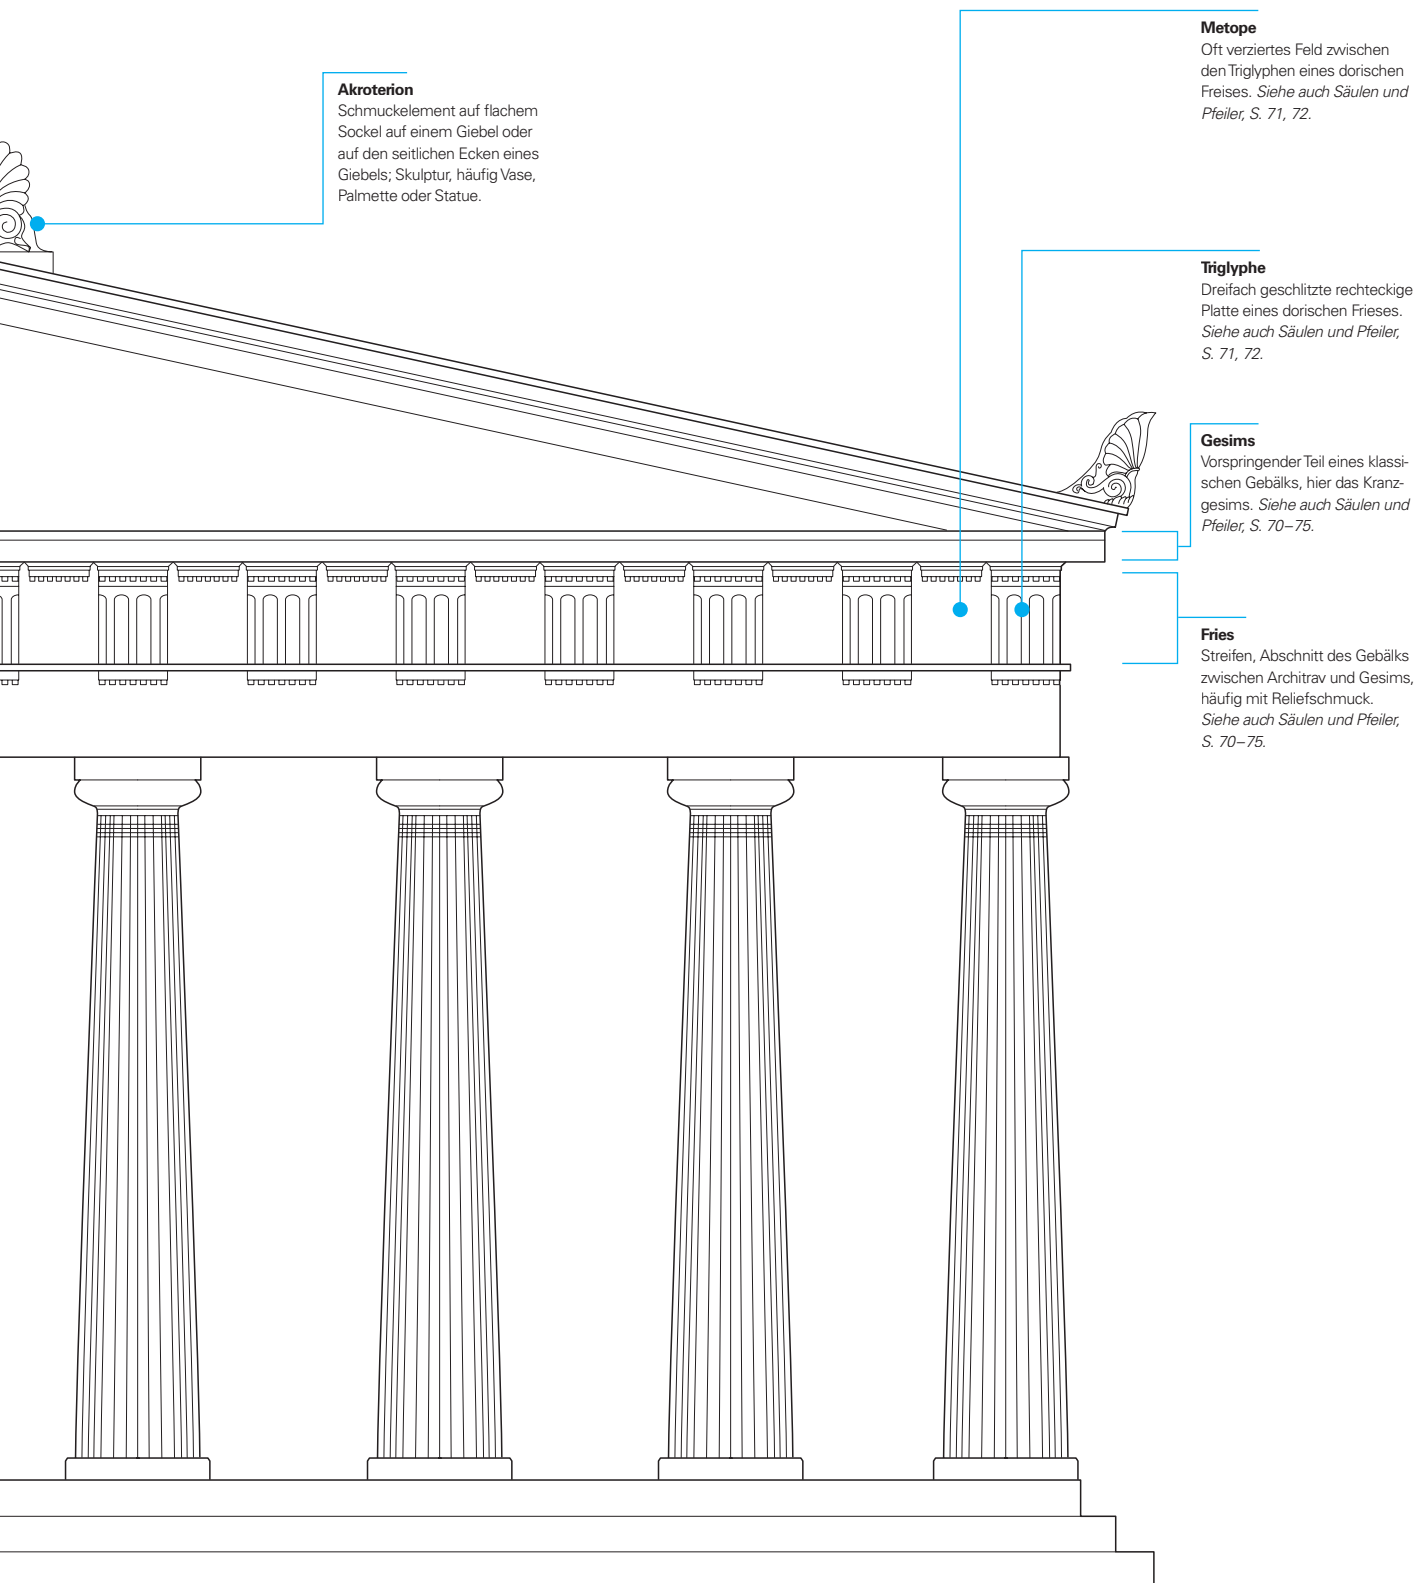 Akroterion
Schmuckelement auf flachem
Sockel auf einem Giebel oder
auf den seitlichen Ecken eines
Giebels; Skulptur, häufig Vase,
Palmette oder Statue.
Metope
Oft verziertes Feld zwischen
den Triglyphen eines dorischen
Freises. Siehe auch Säulen und
Pfeiler, S. 71, 72.
Triglyphe
Dreifach geschlitzte rechteckige
Platte eines dorischen Frieses.
Siehe auch Säulen und Pfeiler,
S. 71, 72.
Gesims
Vorspringender Teil eines klassi-
schen Gebälks, hier das Kranz-
gesims. Siehe auch Säulen und
Pfeiler, S. 70–75.
Fries
Streifen, Abschnitt des Gebälks
zwischen Architrav und Gesims,
häufig mit Reliefschmuck.
Siehe auch Säulen und Pfeiler,
S. 70–75.